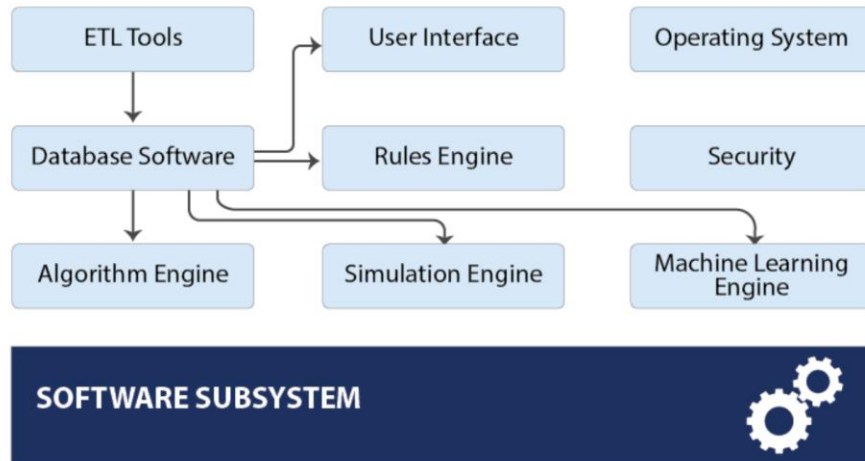 ETL Tools
User Interface
Operating System
Database Software
Rules Engine
Security
Algorithm Engine
Simulation Engine
Machine Learning
Engine
SOFTWARE SUBSYSTEM